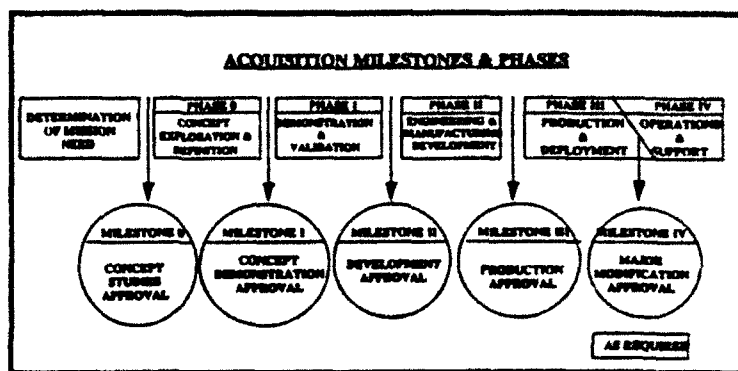 ACQUISITION MILESTONES & PHASES
DETERMINATION
OF MISSION
NEED
PHASE 0
CONCEPT
EXPLORATION &
DEFINITION
PHASE I
DEMONSTRATION
&
VALIDATION
PHASE II
ENGINEERING &
MANUFACTURING
DEVELOPMENT
PHASE III
PRODUCTION
&
DEPLOYMENT
PHASE IV
OPERATIONS
&
SUPPORT
MILESTONE 0
CONCEPT
STUDIES
APPROVAL
MILESTONE I
CONCEPT
DEMONSTRATION
APPROVAL
MILESTONE II
DEVELOPMENT
APPROVAL
MILESTONE III
PRODUCTION
APPROVAL
MILESTONE IV
MAJOR
MODIFICATION
APPROVAL
AS REQUIRED